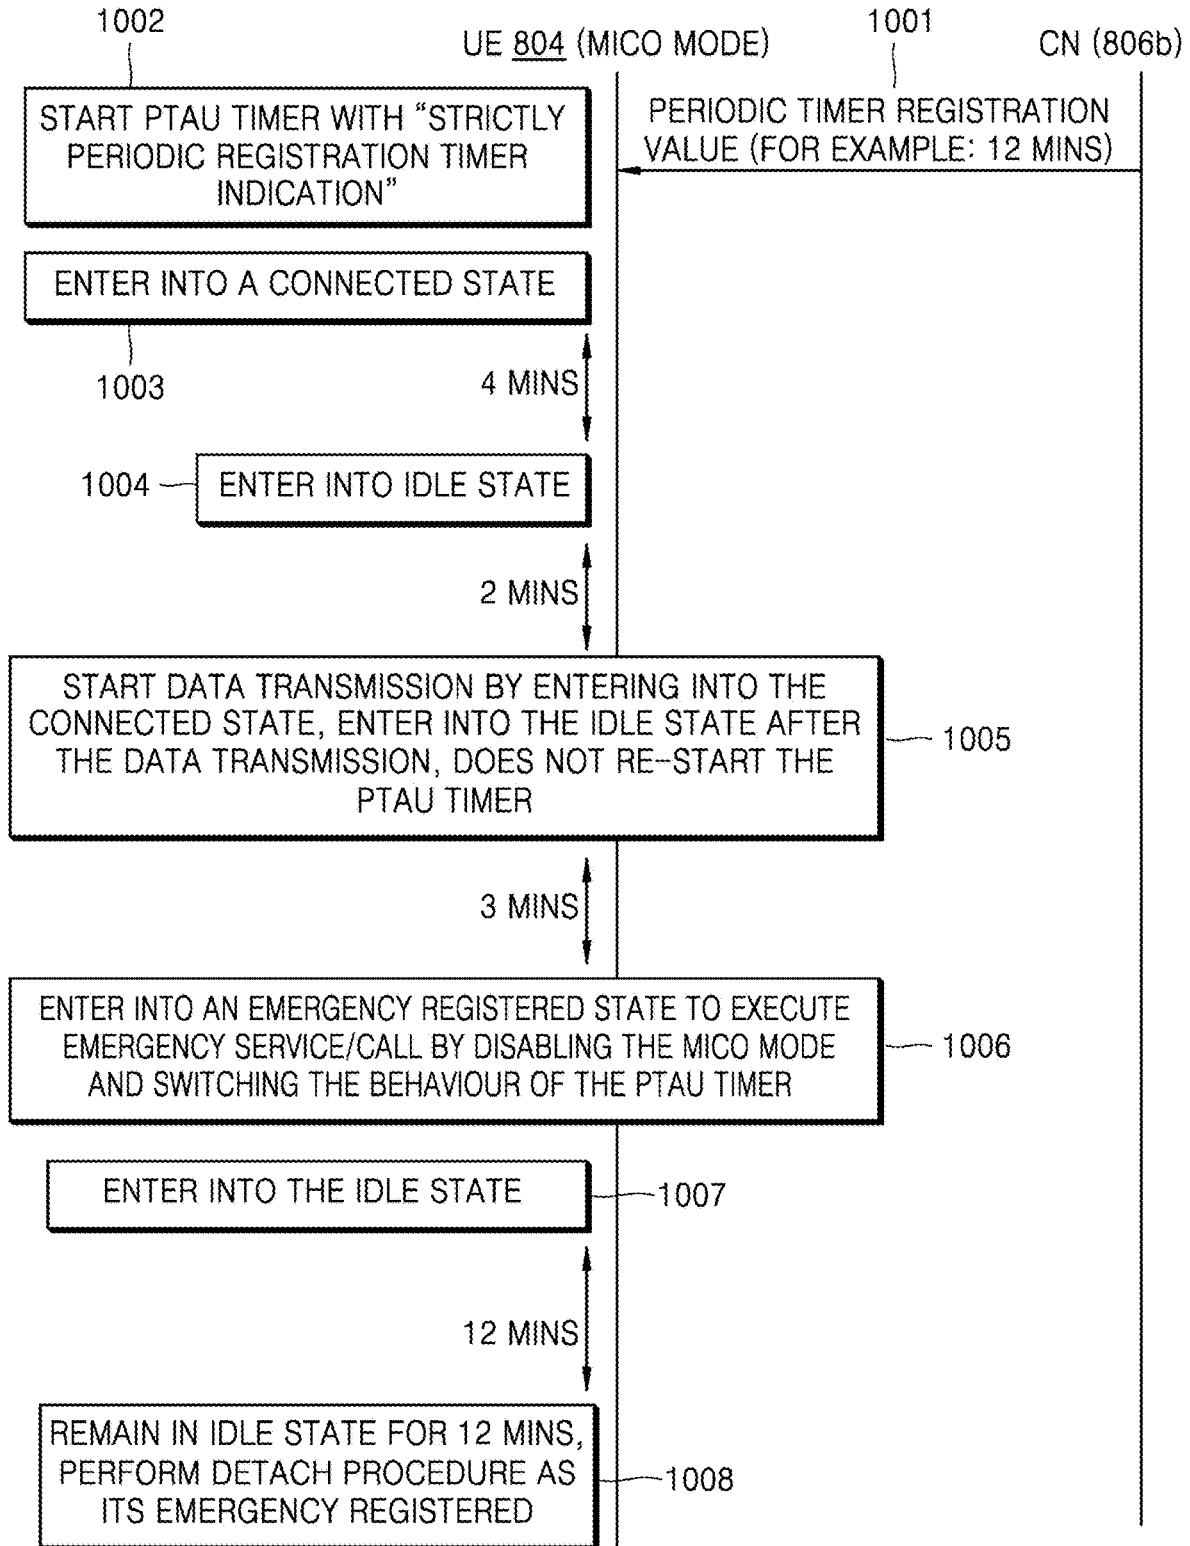 1002
UE 804 (MICO MODE)
1001
CN (806b)
START PTAU TIMER WITH “STRICTLY
PERIODIC REGISTRATION TIMER
INDICATION”
PERIODIC TIMER REGISTRATION
VALUE (FOR EXAMPLE: 12 MINS)
ENTER INTO A CONNECTED STATE
1003
4 MINS
1004
ENTER INTO IDLE STATE
2 MINS
START DATA TRANSMISSION BY ENTERING INTO THE
CONNECTED STATE, ENTER INTO THE IDLE STATE AFTER
THE DATA TRANSMISSION, DOES NOT RE-START THE
PTAU TIMER
1005
3 MINS
ENTER INTO AN EMERGENCY REGISTERED STATE TO EXECUTE
EMERGENCY SERVICE/CALL BY DISABLING THE MICO MODE
AND SWITCHING THE BEHAVIOUR OF THE PTAU TIMER
1006
ENTER INTO THE IDLE STATE
1007
12 MINS
REMAIN IN IDLE STATE FOR 12 MINS,
PERFORM DETACH PROCEDURE AS
ITS EMERGENCY REGISTERED
1008